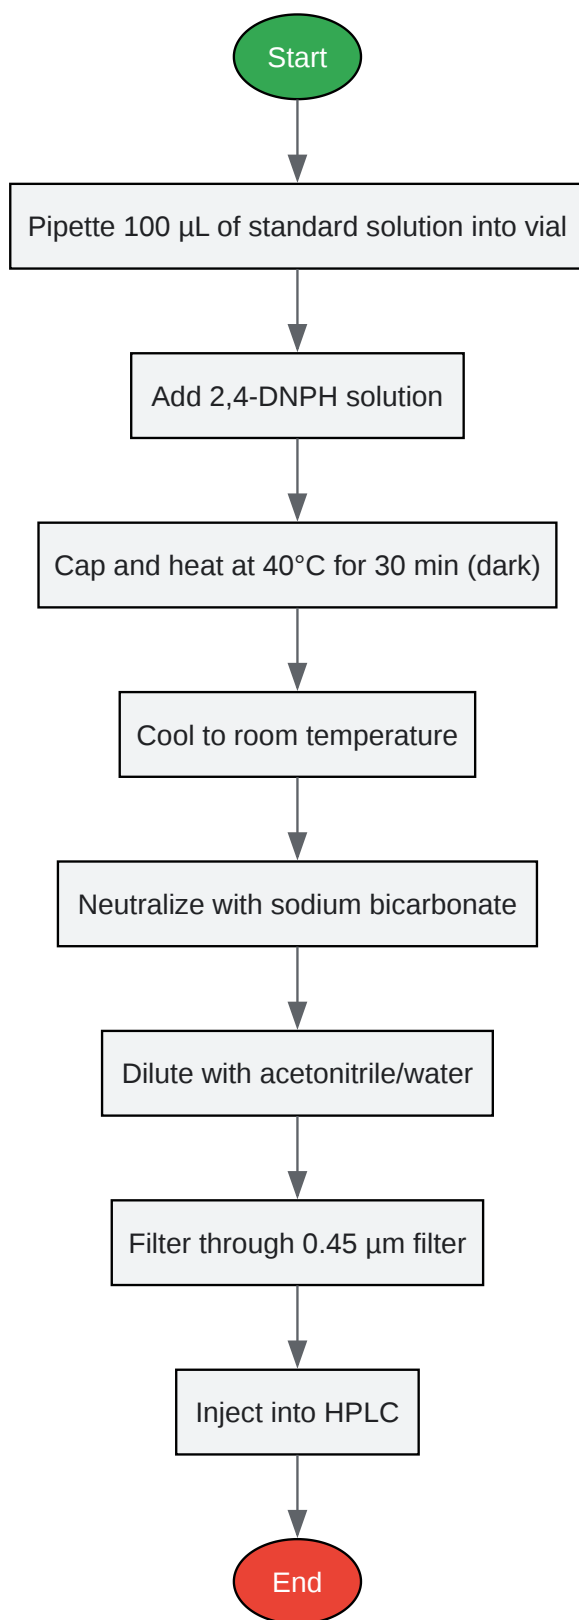 Start
Pipette 100 µL of standard solution into vial
Add 2,4-DNPH solution
Cap and heat at 40°C for 30 min (dark)
Cool to room temperature
Neutralize with sodium bicarbonate
Dilute with acetonitrile/water
Filter through 0.45 µm filter
Inject into HPLC
End